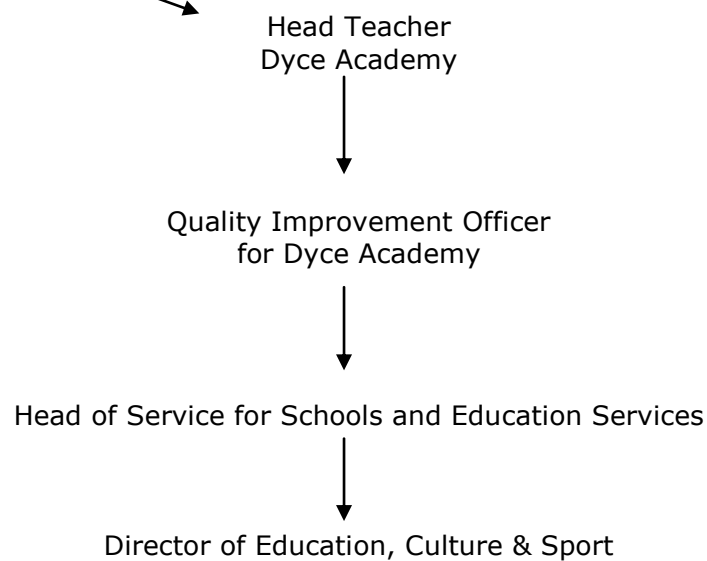 Head Teacher
Dyce Academy
Quality Improvement Officer
for Dyce Academy
Head of Service for Schools and Education Services
Director of Education, Culture & Sport